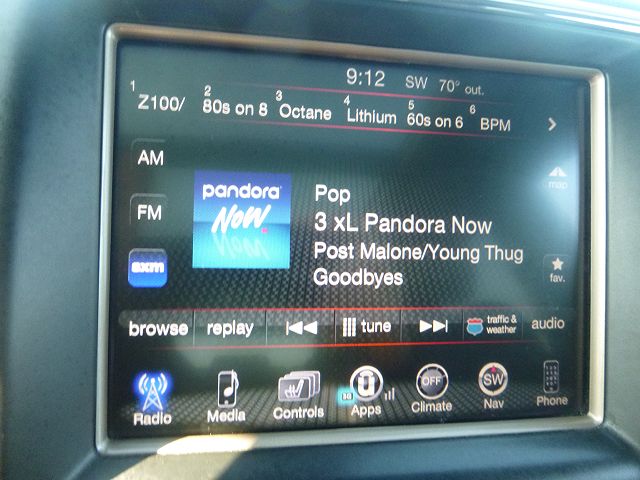 9:12 SW 70° out.
1 Z100/ 2 80s on 8 3 Octane 4 Lithium 5 60s on 6 6 BPM
AM
map
pandora
NOW
Pop
FM
3 xL Pandora Now
Post Malone/Young Thug
sxm
Goodbyes
fav.
browse replay tune traffic & weather audio
3G OFF SW
Radio Media Controls Apps Climate Nav Phone